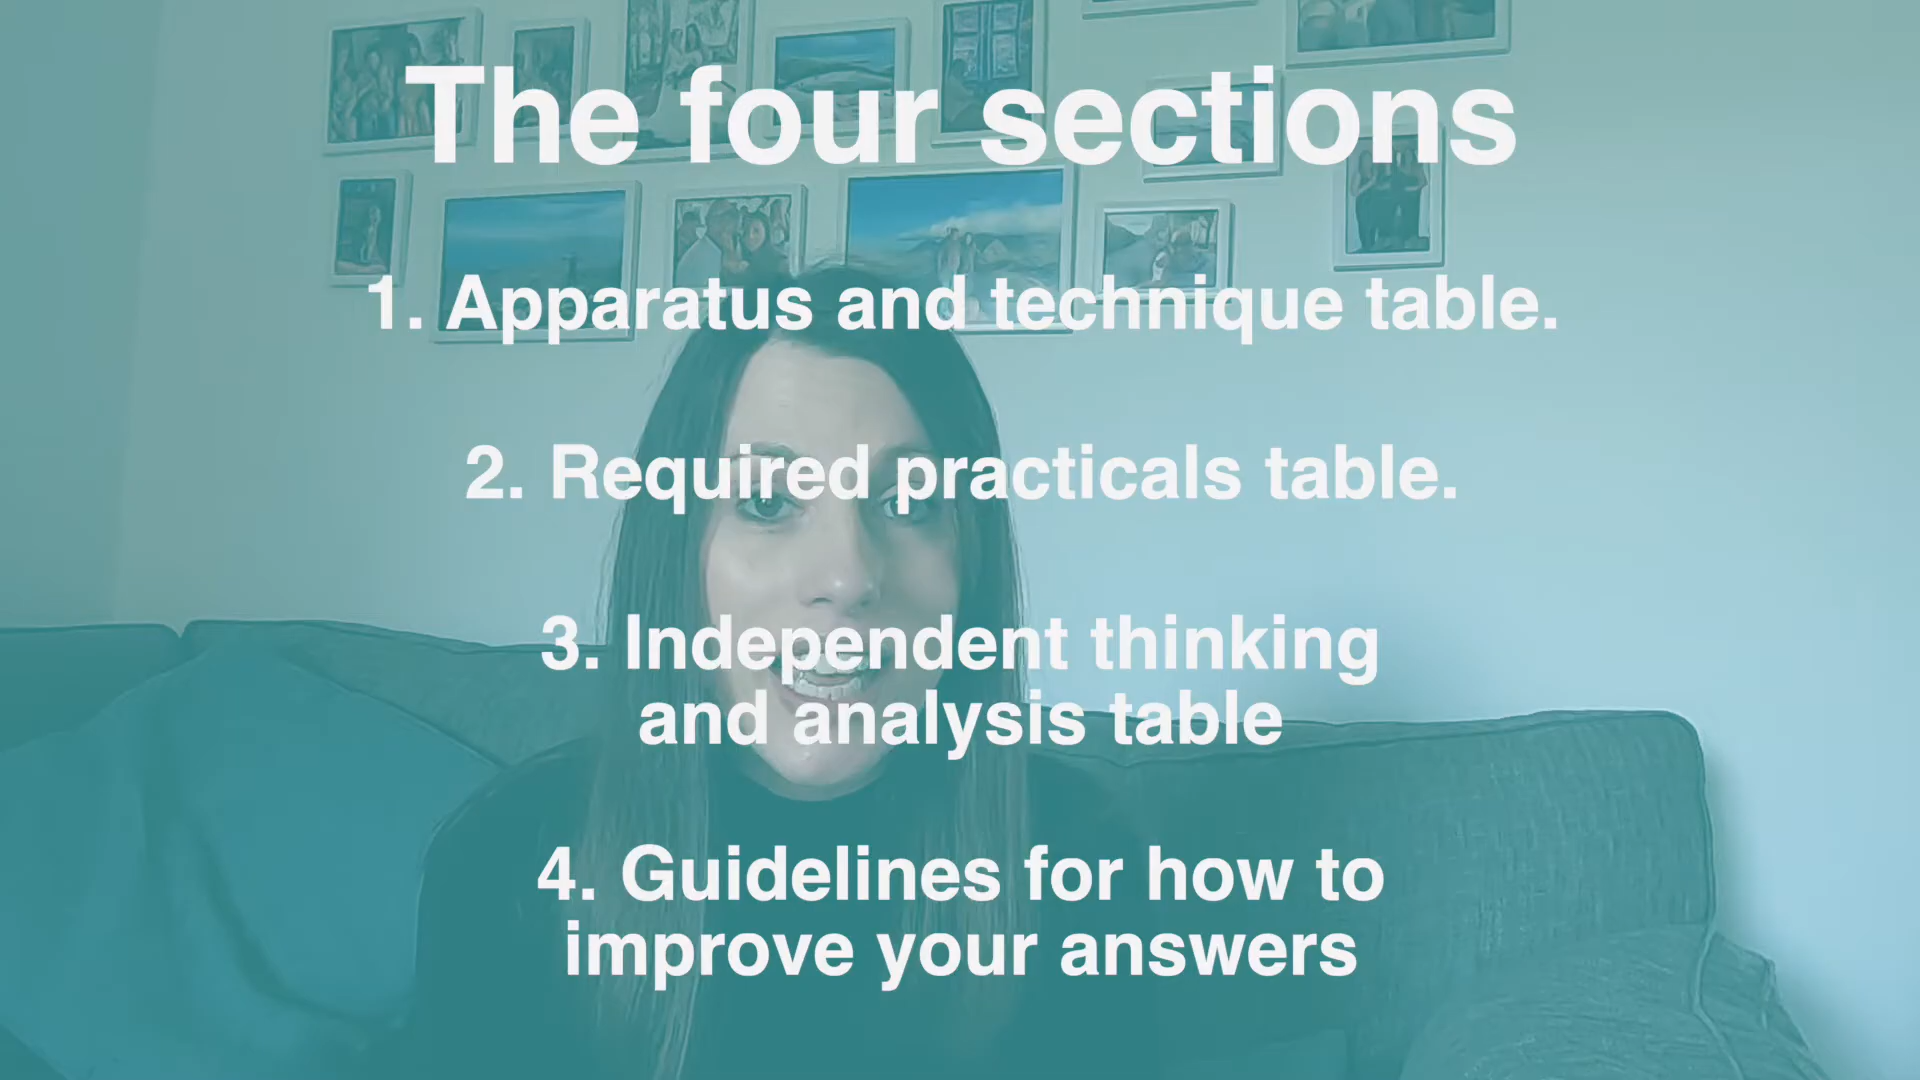 The four sections
1. Apparatus and technique table.
2. Required practicals table.
3. Independent thinking
and analysis table
4. Guidelines for how to
improve your answers